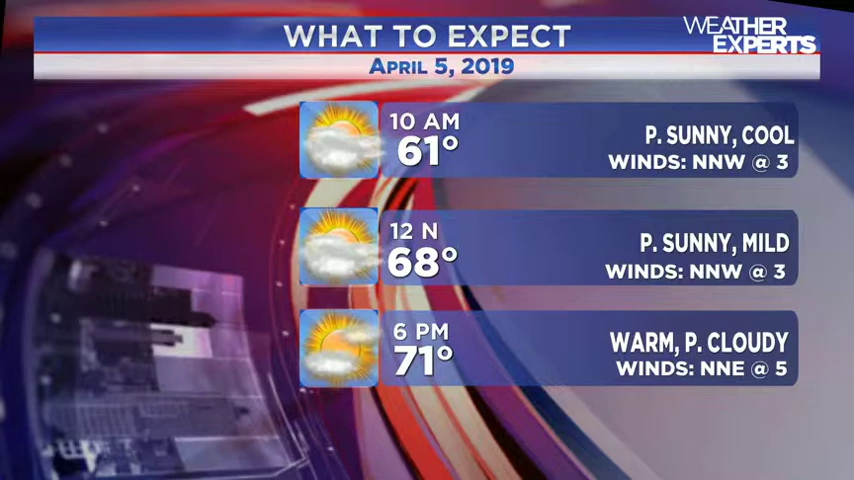 WHAT TO EXPECT
WEATHER
EXPERTS
APRIL 5, 2019
10 AM
61°
P. SUNNY, COOL
WINDS: NNW @ 3
12 N
68°
P. SUNNY, MILD
WINDS: NNW @ 3
6 PM
71°
WARM, P. CLOUDY
WINDS: NNE @ 5